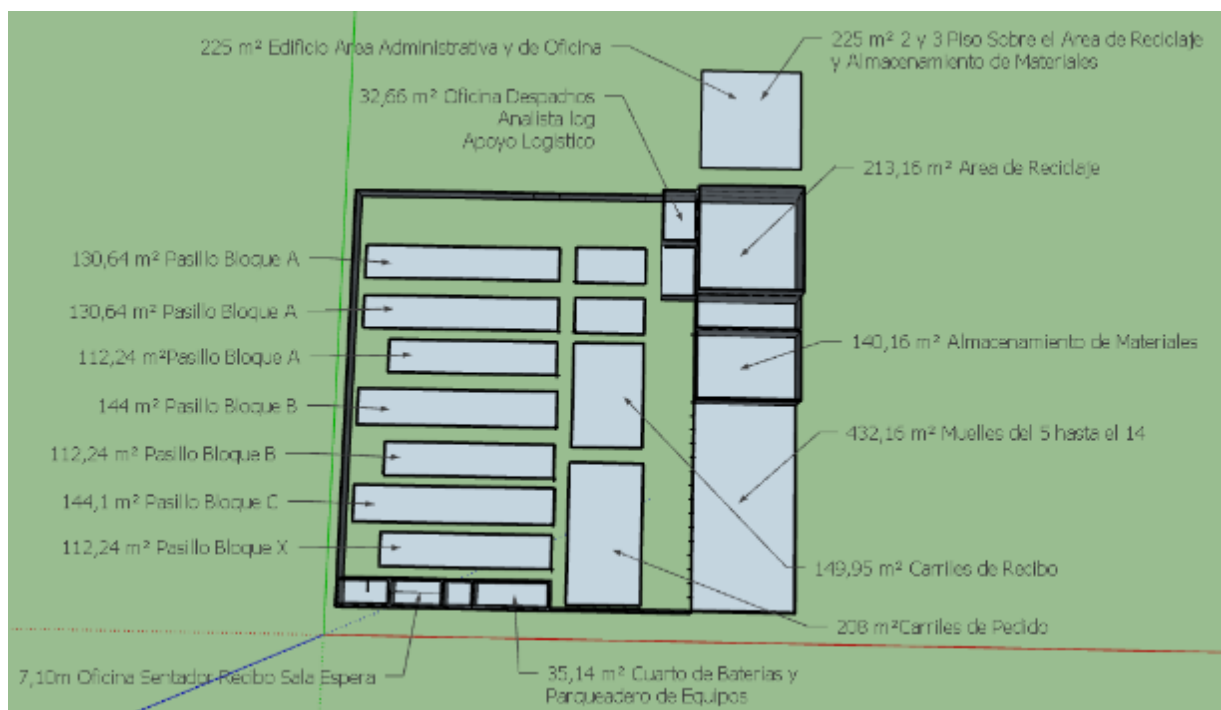 225 m² Edificio Area Administrativa y de Oficina
225 m² 2 y 3 Piso Sobre el Area de Reciclaje
y Almacenamiento de Materiales
32,66 m² Oficina Despachos
Analista log
Apoyo Logístico
213,16 m² Area de Reciclaje
130,64 m² Pasillo Bloque A
130,64 m² Pasillo Bloque A
112,24 m²Pasillo Bloque A
140,16 m² Almacenamiento de Materiales
144 m² Pasillo Bloque B
432,16 m² Muelles del 5 hasta el 14
112,24 m² Pasillo Bloque B
144,1 m² Pasillo Bloque C
112,24 m² Pasillo Bloque X
149,95 m² Carriles de Recibo
208 m²Carriles de Pedido
7,10m Oficina Sentador Recibo Sala Espera
35,14 m² Cuarto de Baterias y
Parqueadero de Equipos